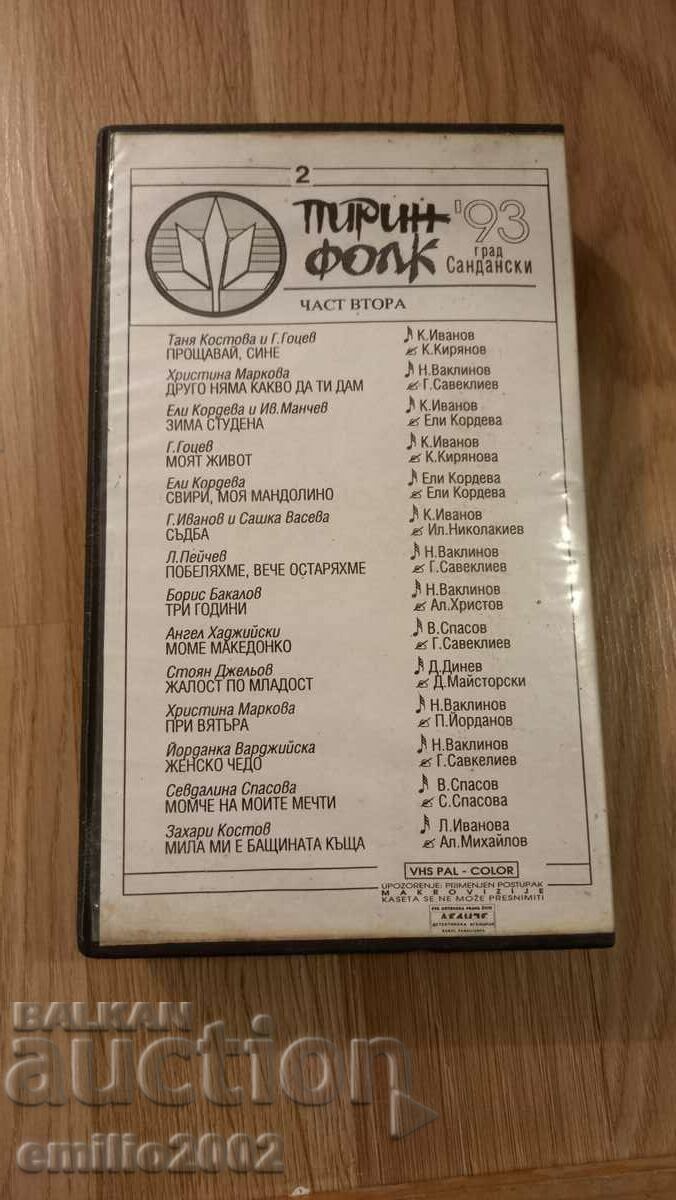 2
ПИРИН
ФОЛК
'93
град
Сандански
ЧАСТ ВТОРА
Таня Костова и Г.Гоцев
ПРОЩАВАЙ, СИНЕ
К.Иванов
К.Кирянов
Христина Маркова
ДРУГО НЯМА КАКВО ДА ТИ ДАМ
Н.Ваклинов
Г.Савеклиев
Ели Кордева и Ив.Манчев
ЗИМА СТУДЕНА
К.Иванов
Ели Кордева
Г.Гоцев
МОЯТ ЖИВОТ
К.Иванов
К.Кирянова
Ели Кордева
СВИРИ, МОЯ МАНДОЛИНО
Ели Кордева
Ели Кордева
Г.Иванов и Сашка Васева
СЪДБА
К.Иванов
Ил.Николакиев
Л.Пейчев
ПОБЕЛЯХМЕ, ВЕЧЕ ОСТАРЯХМЕ
Н.Ваклинов
Г.Савеклиев
Борис Бакалов
ТРИ ГОДИНИ
Н.Ваклинов
Ал.Христов
Ангел Хаджийски
МОМЕ МАКЕДОНКО
В.Спасов
Г.Савеклиев
Стоян Джельов
ЖАЛОСТ ПО МЛАДОСТ
Д.Динев
Д.Майсторски
Христина Маркова
ПРИ ВЯТЪРА
Н.Ваклинов
П.Йорданов
Йорданка Варджийска
ЖЕНСКО ЧЕДО
Н.Ваклинов
Г.Савкелиев
Севдалина Спасова
МОМЧЕ НА МОИТЕ МЕЧТИ
В.Спасов
С.Спасова
Захари Костов
МИЛА МИ Е БАЩИНАТА КЪЩА
Л.Иванова
Ал.Михайлов
VHS PAL - COLOR
UPOZORENJE: PRIMENJEN POSTUPAK
MAKROVIZIJE
KASETA SE NE MOŽE PRESNIMITI
BALKAN
auction
emilio2002